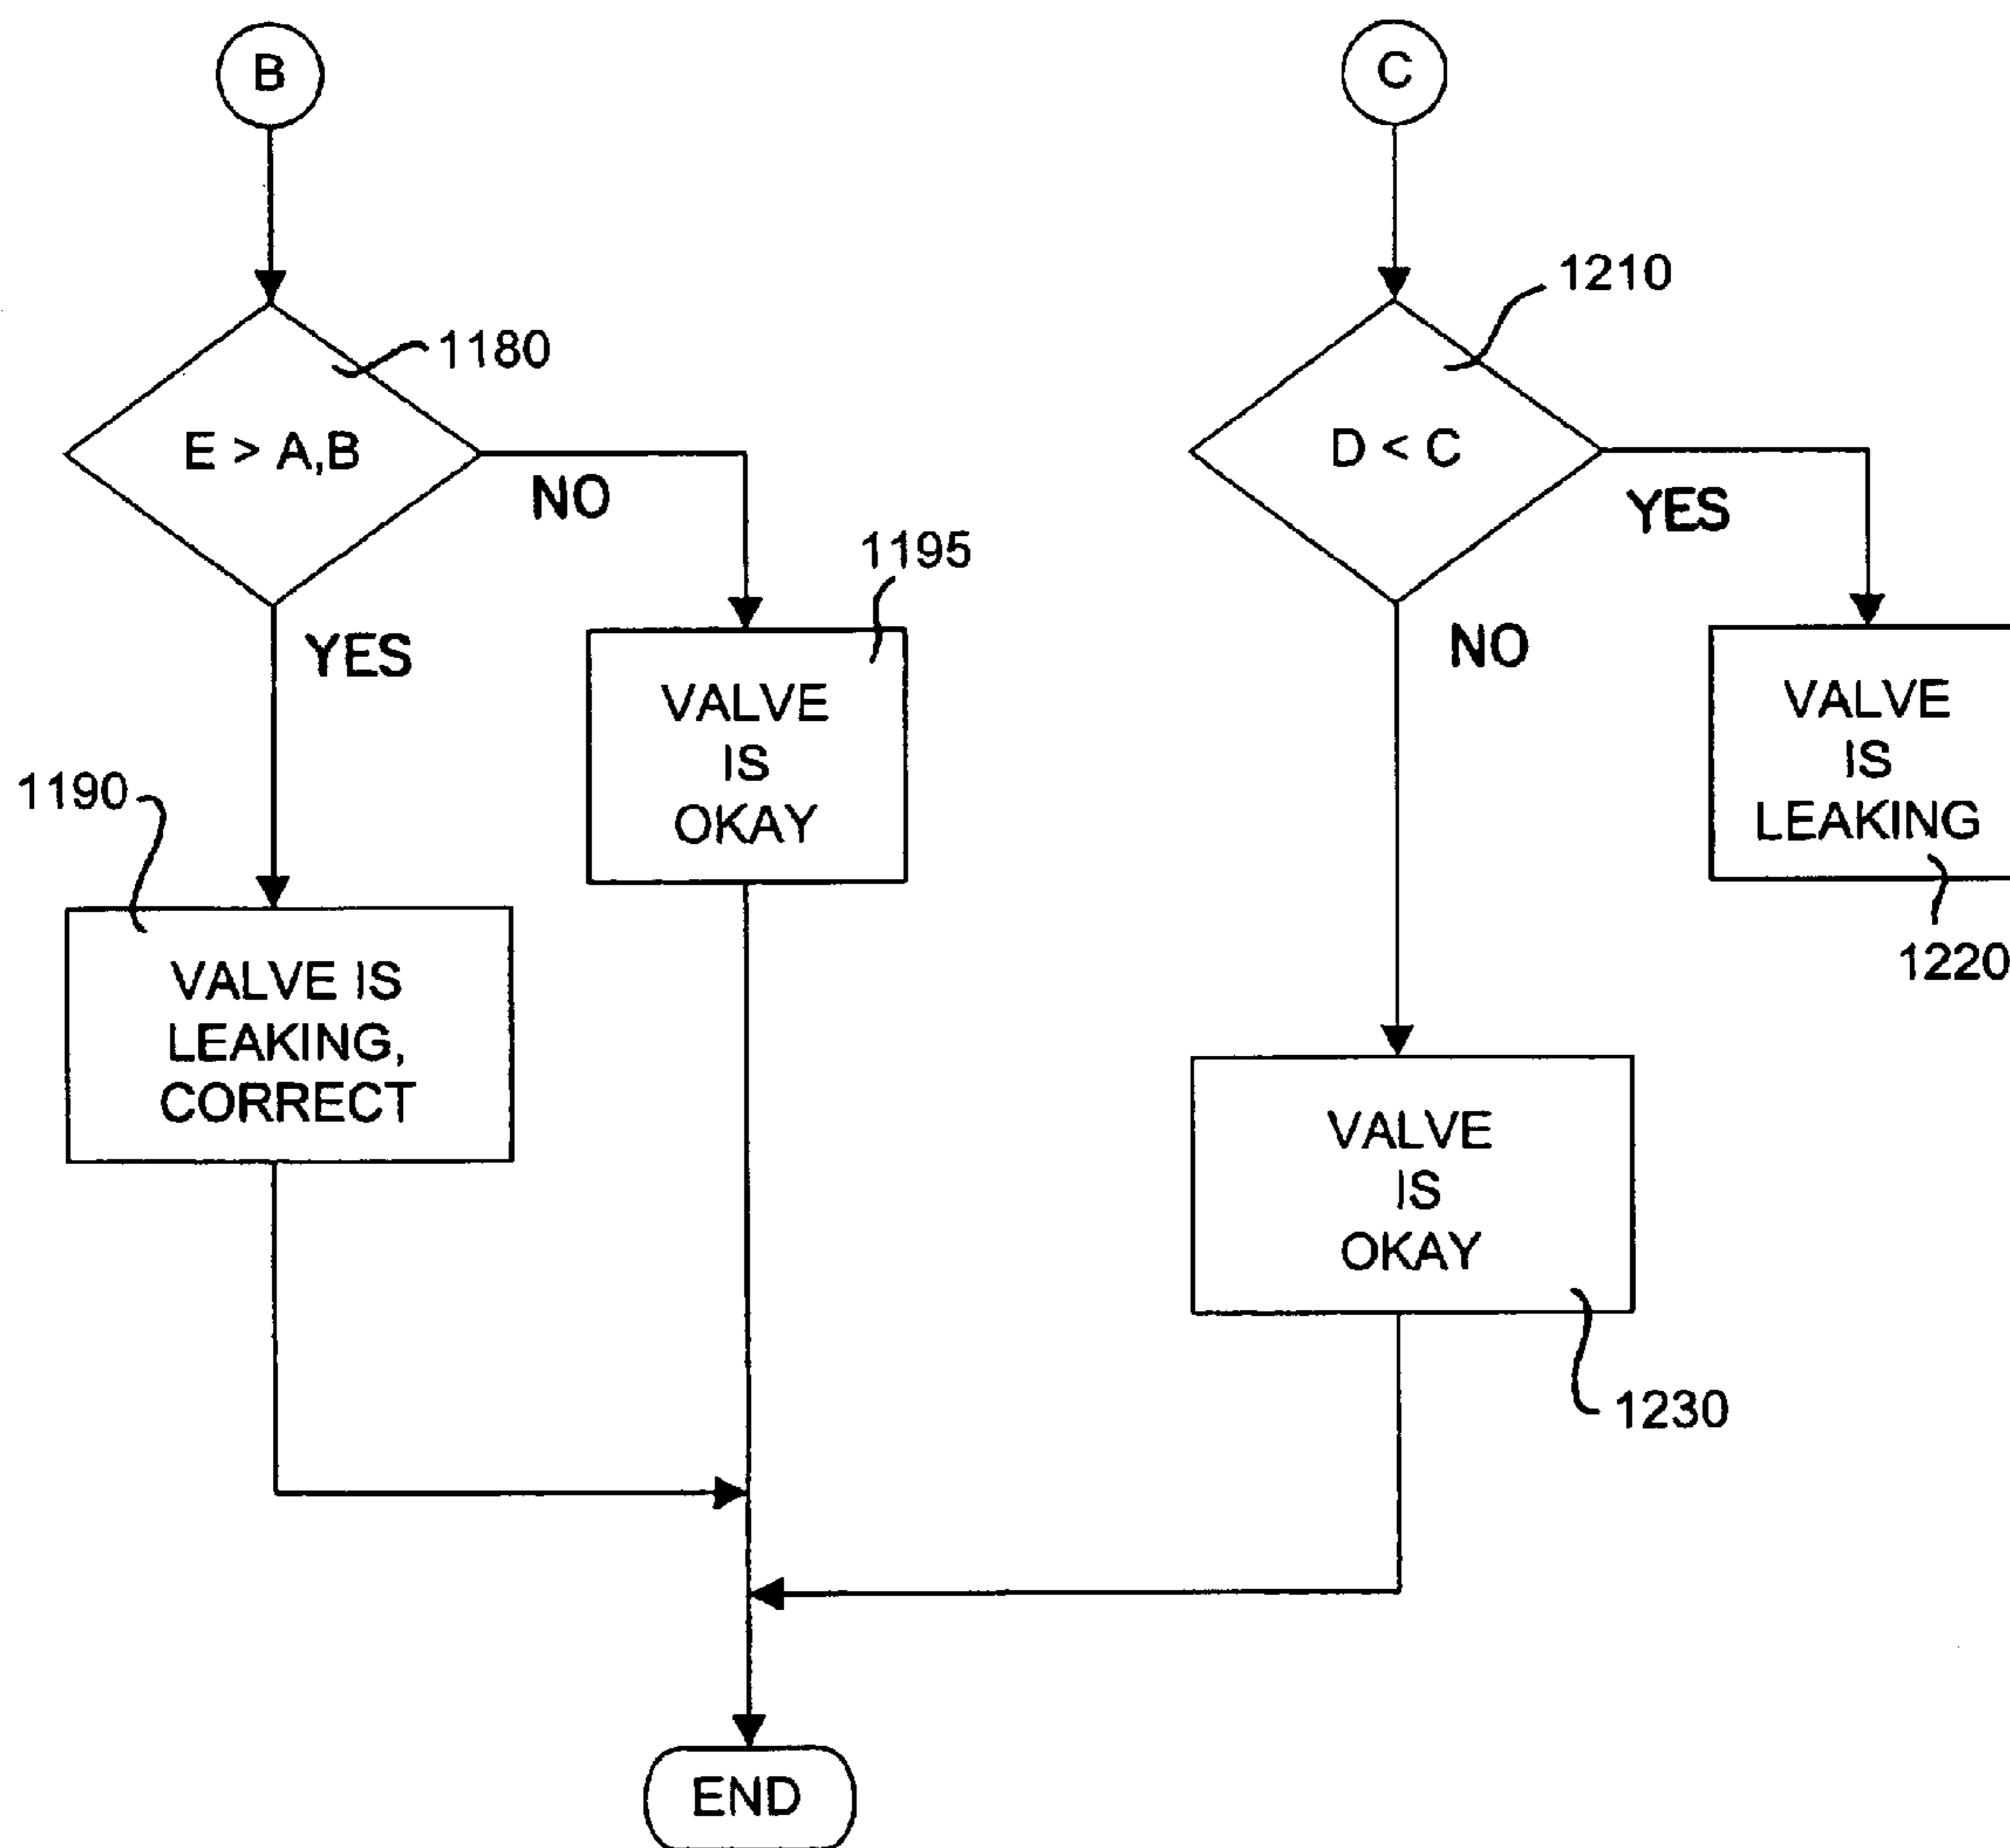 B
1180
E > A,B
NO
1195
YES
VALVE
IS
OKAY
1190
VALVE IS
LEAKING,
CORRECT
C
1210
D < C
YES
NO
VALVE
IS
LEAKING
1220
VALVE
IS
OKAY
1230
END